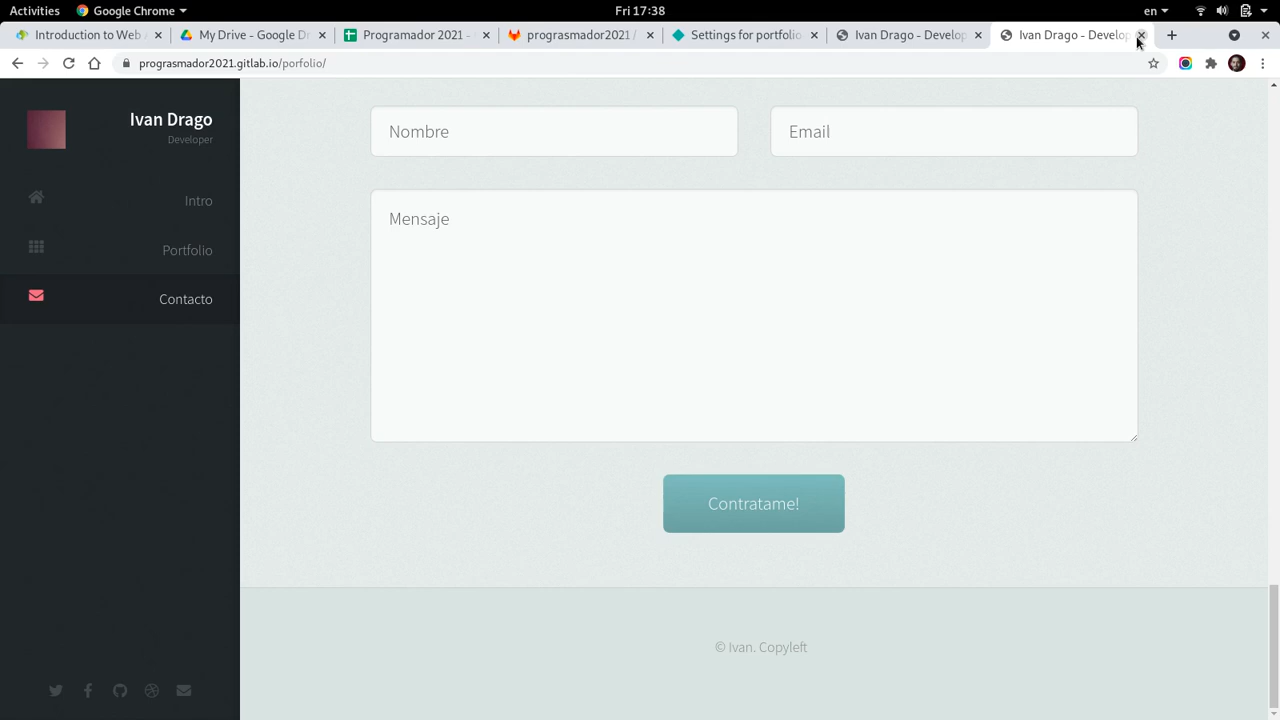 Activities
Google Chrome
Fri 17:38
en
Introduction to Web
My Drive - Google D
Programador 2021 -
prograsmador2021 /
Settings for portfolio
Ivan Drago - Develop
Ivan Drago - Develop
prograsmador2021.gitlab.io/porfolio/
Ivan Drago
Developer
Intro
Portfolio
Contacto
Nombre
Email
Mensaje
Contratame!
© Ivan. Copyleft